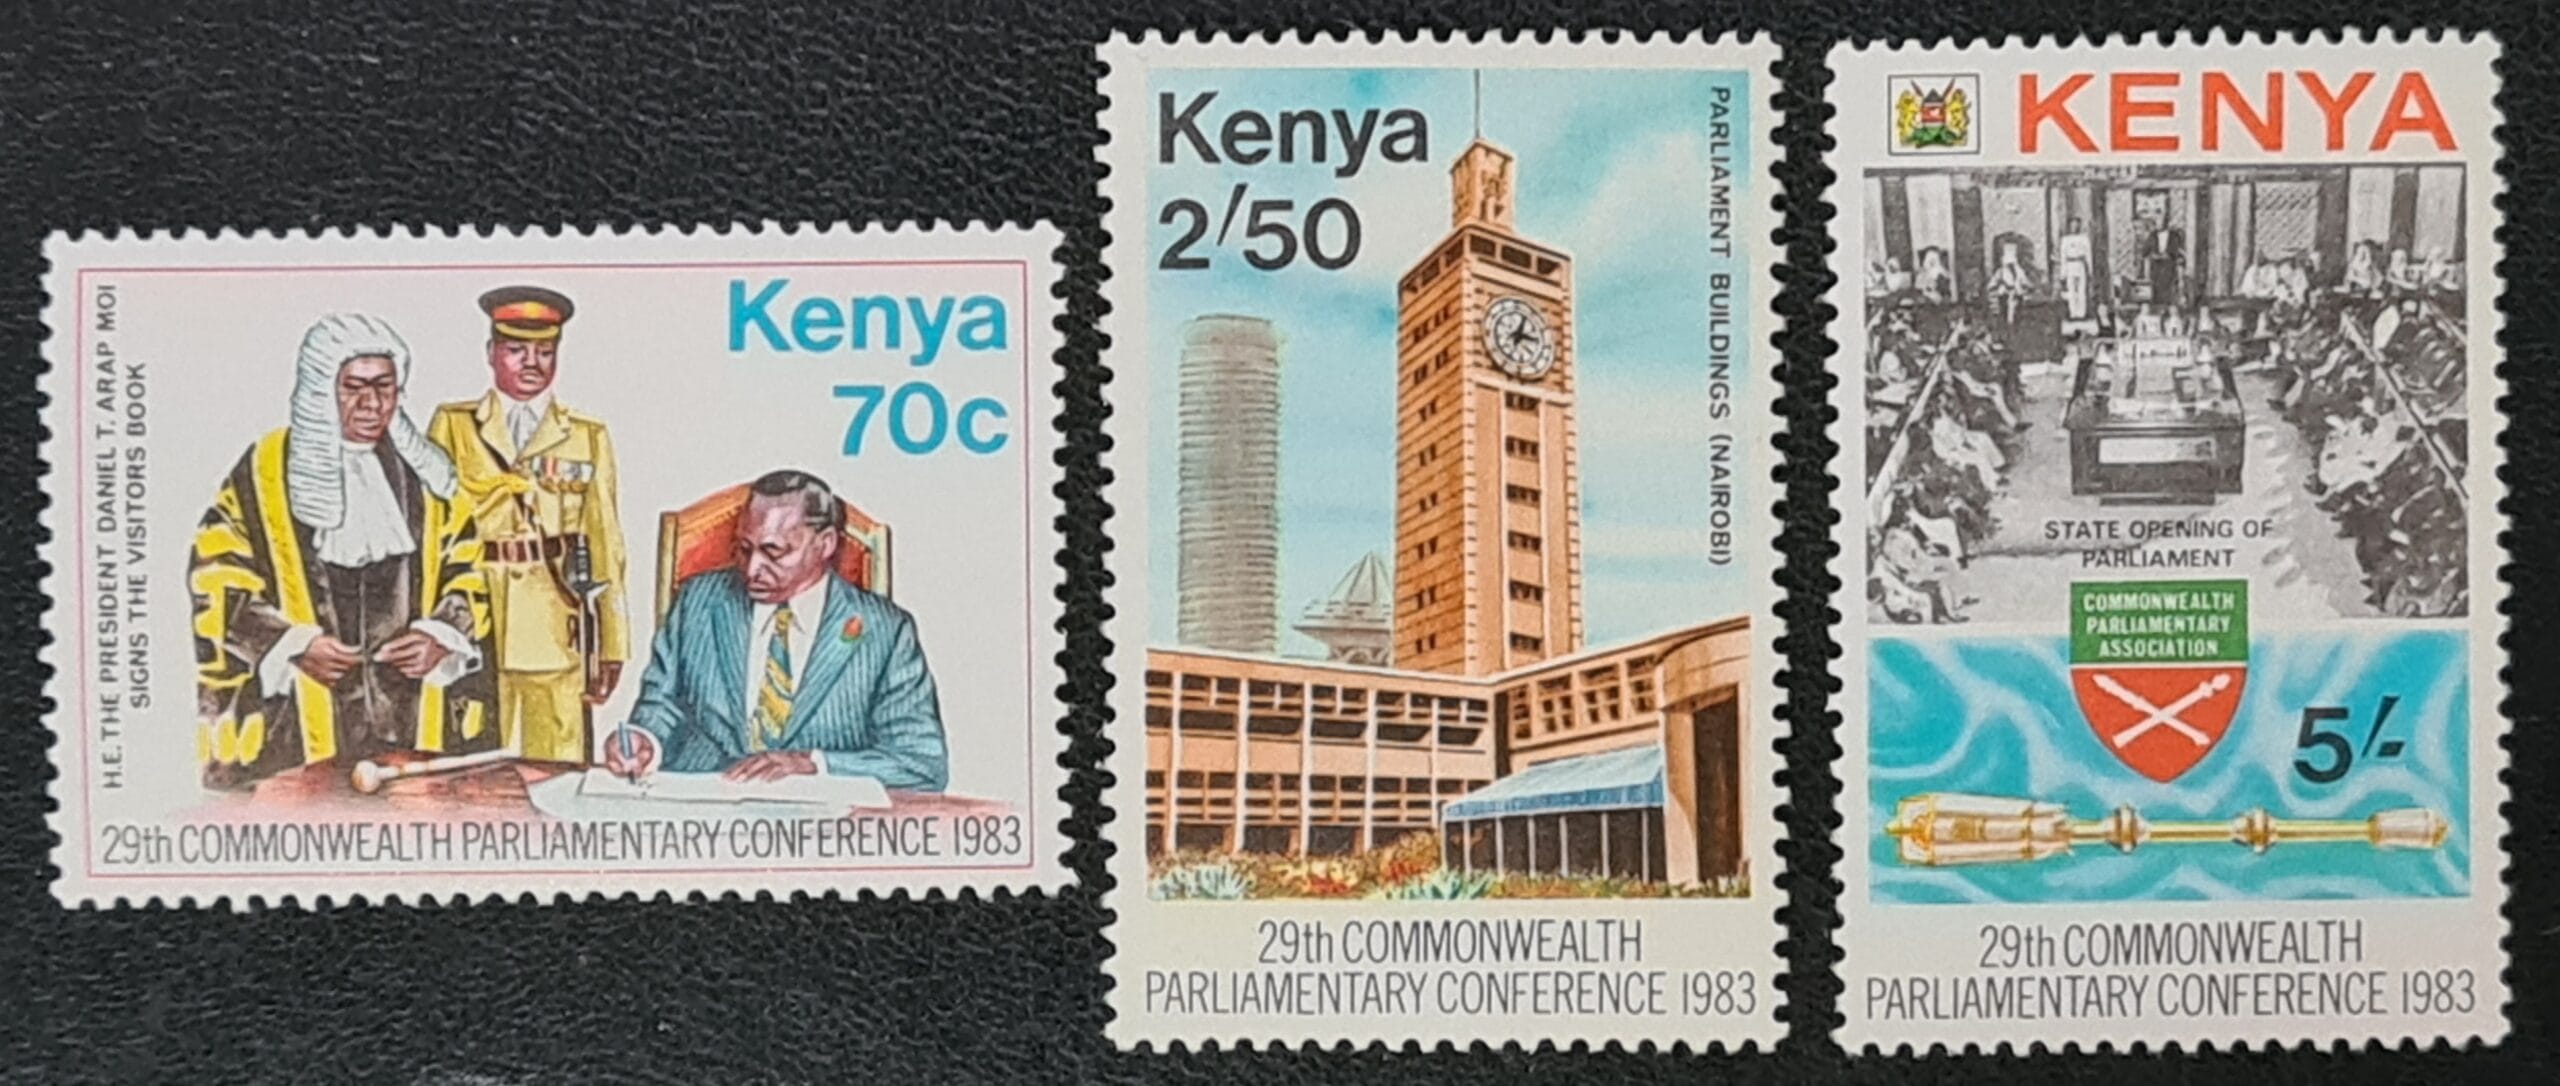 H.E. THE PRESIDENT DANIEL T. ARAP MOI
SIGNS THE VISITORS BOOK
Kenya
70c
29th COMMONWEALTH PARLIAMENTARY CONFERENCE 1983
Kenya
2/50
PARLIAMENT BUILDINGS (NAIROBI)
29th COMMONWEALTH
PARLIAMENTARY CONFERENCE 1983
KENYA
STATE OPENING OF
PARLIAMENT
COMMONWEALTH
PARLIAMENTARY
ASSOCIATION
5/-
29th COMMONWEALTH
PARLIAMENTARY CONFERENCE 1983